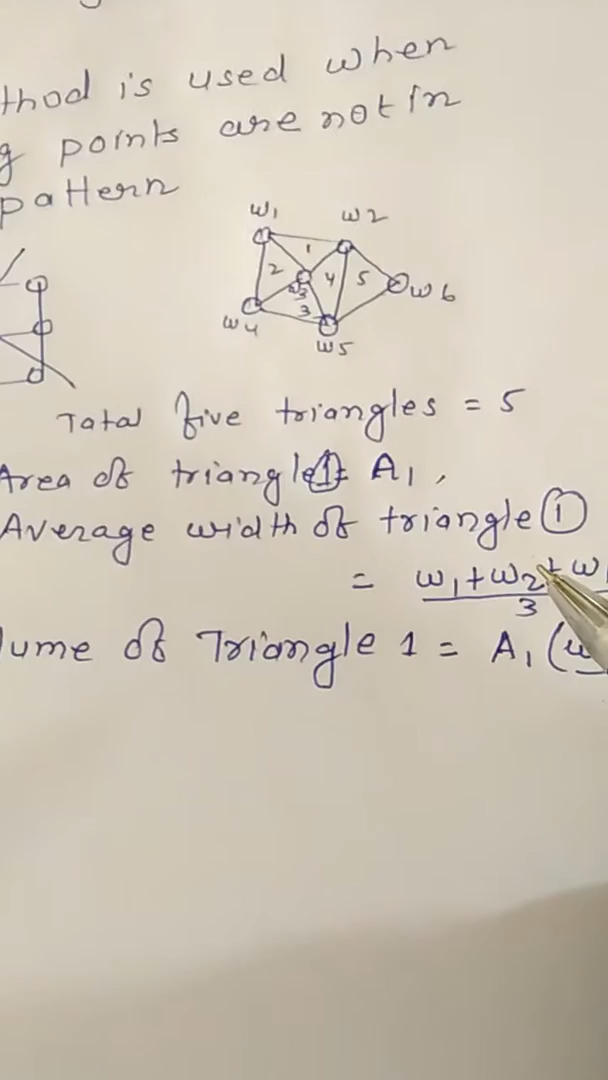 thod is used when
g points are not in
pattern
w1 w2
1
2 4 5 w6
w3
3
w4
w5
Tatal five triangles = 5
Area of triangle 1 = A1,
Average width of triangle 1
= w1+w2+w
3
lume of Triangle 1 = A1 (w